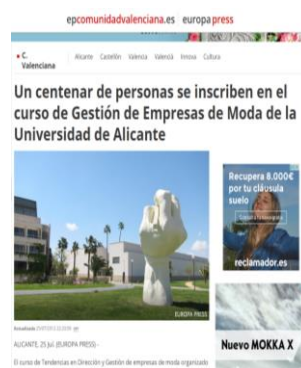 epcomunidadvalenciana.es europapress
C. Valenciana
Alicante Castellón Valencia Valencià Innova Cultura
Un centenar de personas se inscriben en el
curso de Gestión de Empresas de Moda de la
Universidad de Alicante
Recupera 8.000€
por tu cláusula
suelo
reclamador.es
EUROPA PRESS
Nuevo MOKKA X
ALICANTE, 25 Jul. (EUROPA PRESS) -
El curso de Tendencias en Dirección y Gestión de empresas de moda organizado